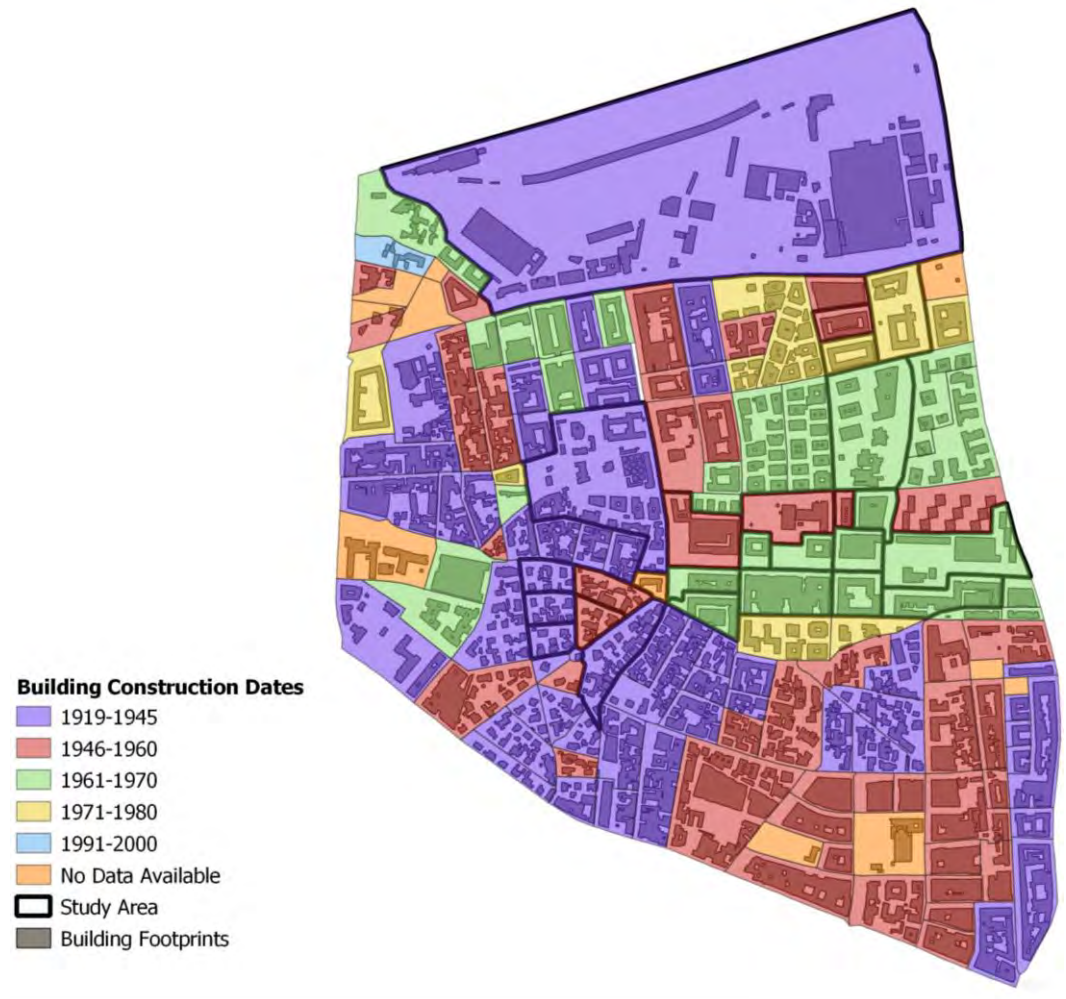 Building Construction Dates
1919-1945
1946-1960
1961-1970
1971-1980
1991-2000
No Data Available
Study Area
Building Footprints